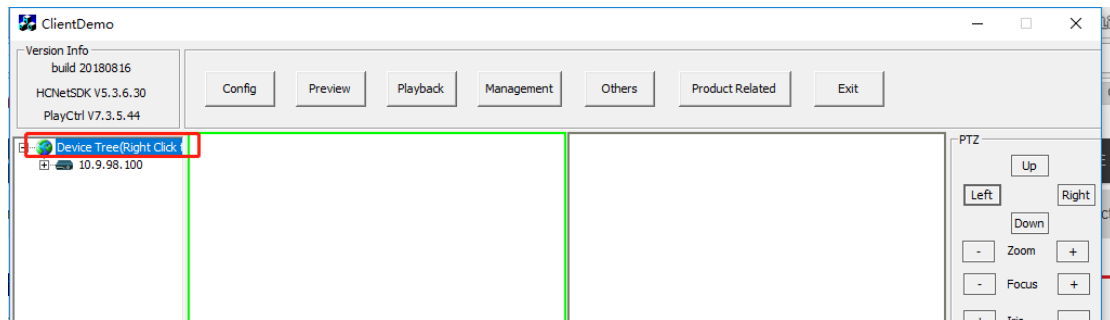 ClientDemo
Version Info
build 20180816
HCNetSDK V5.3.6.30
PlayCtrl V7.3.5.44
Config
Preview
Playback
Management
Others
Product Related
Exit
Device Tree(Right Click
10.9.98.100
PTZ
Up
Left
Right
Down
- Zoom +
- Focus +